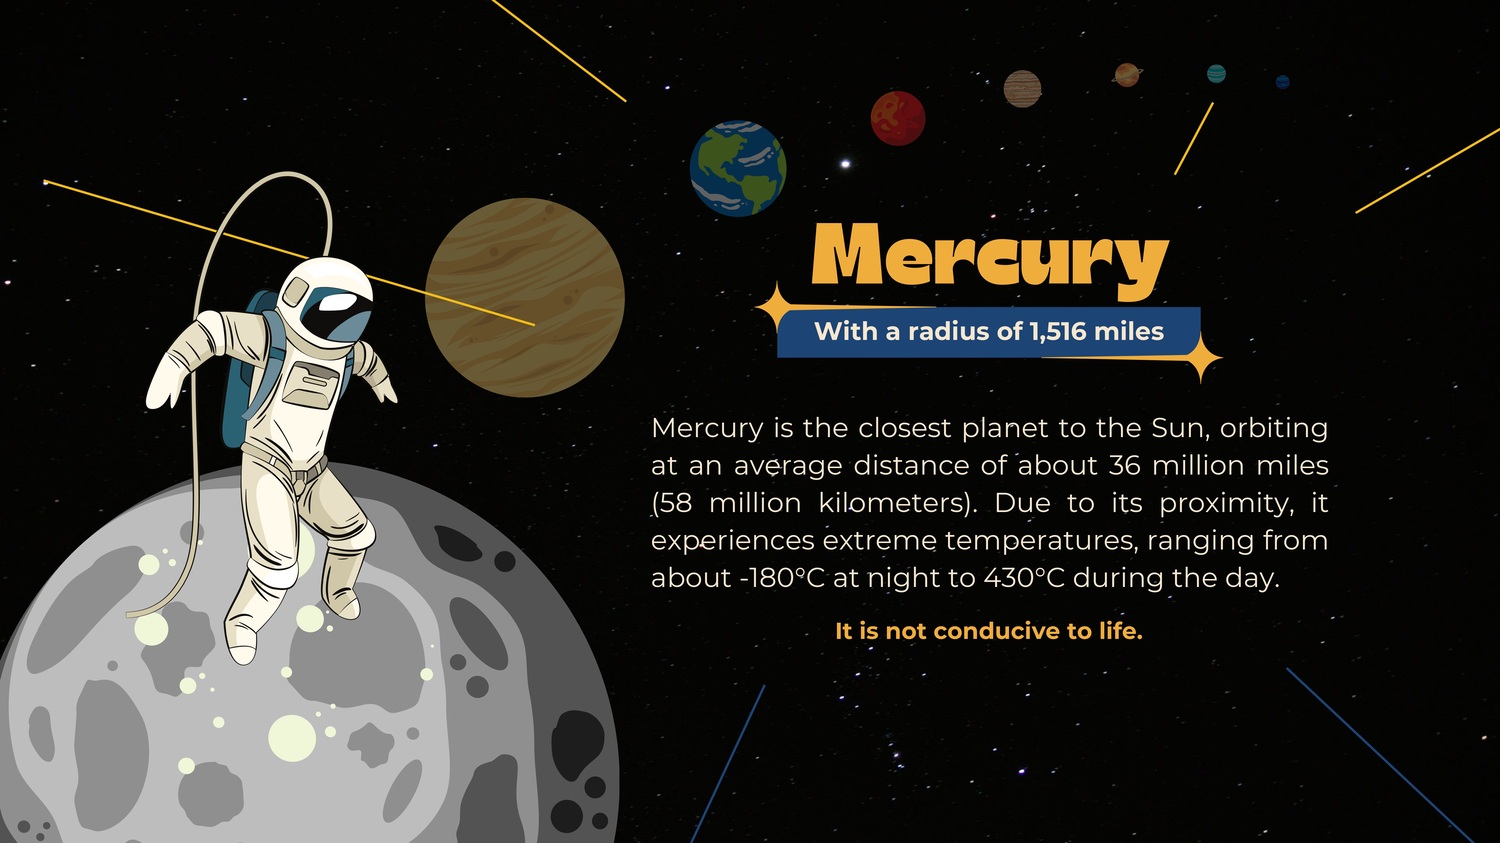 Mercury
With a radius of 1,516 miles
Mercury is the closest planet to the Sun, orbiting
at an average distance of about 36 million miles
(58 million kilometers). Due to its proximity, it
experiences extreme temperatures, ranging from
about -180°C at night to 430°C during the day.
It is not conducive to life.